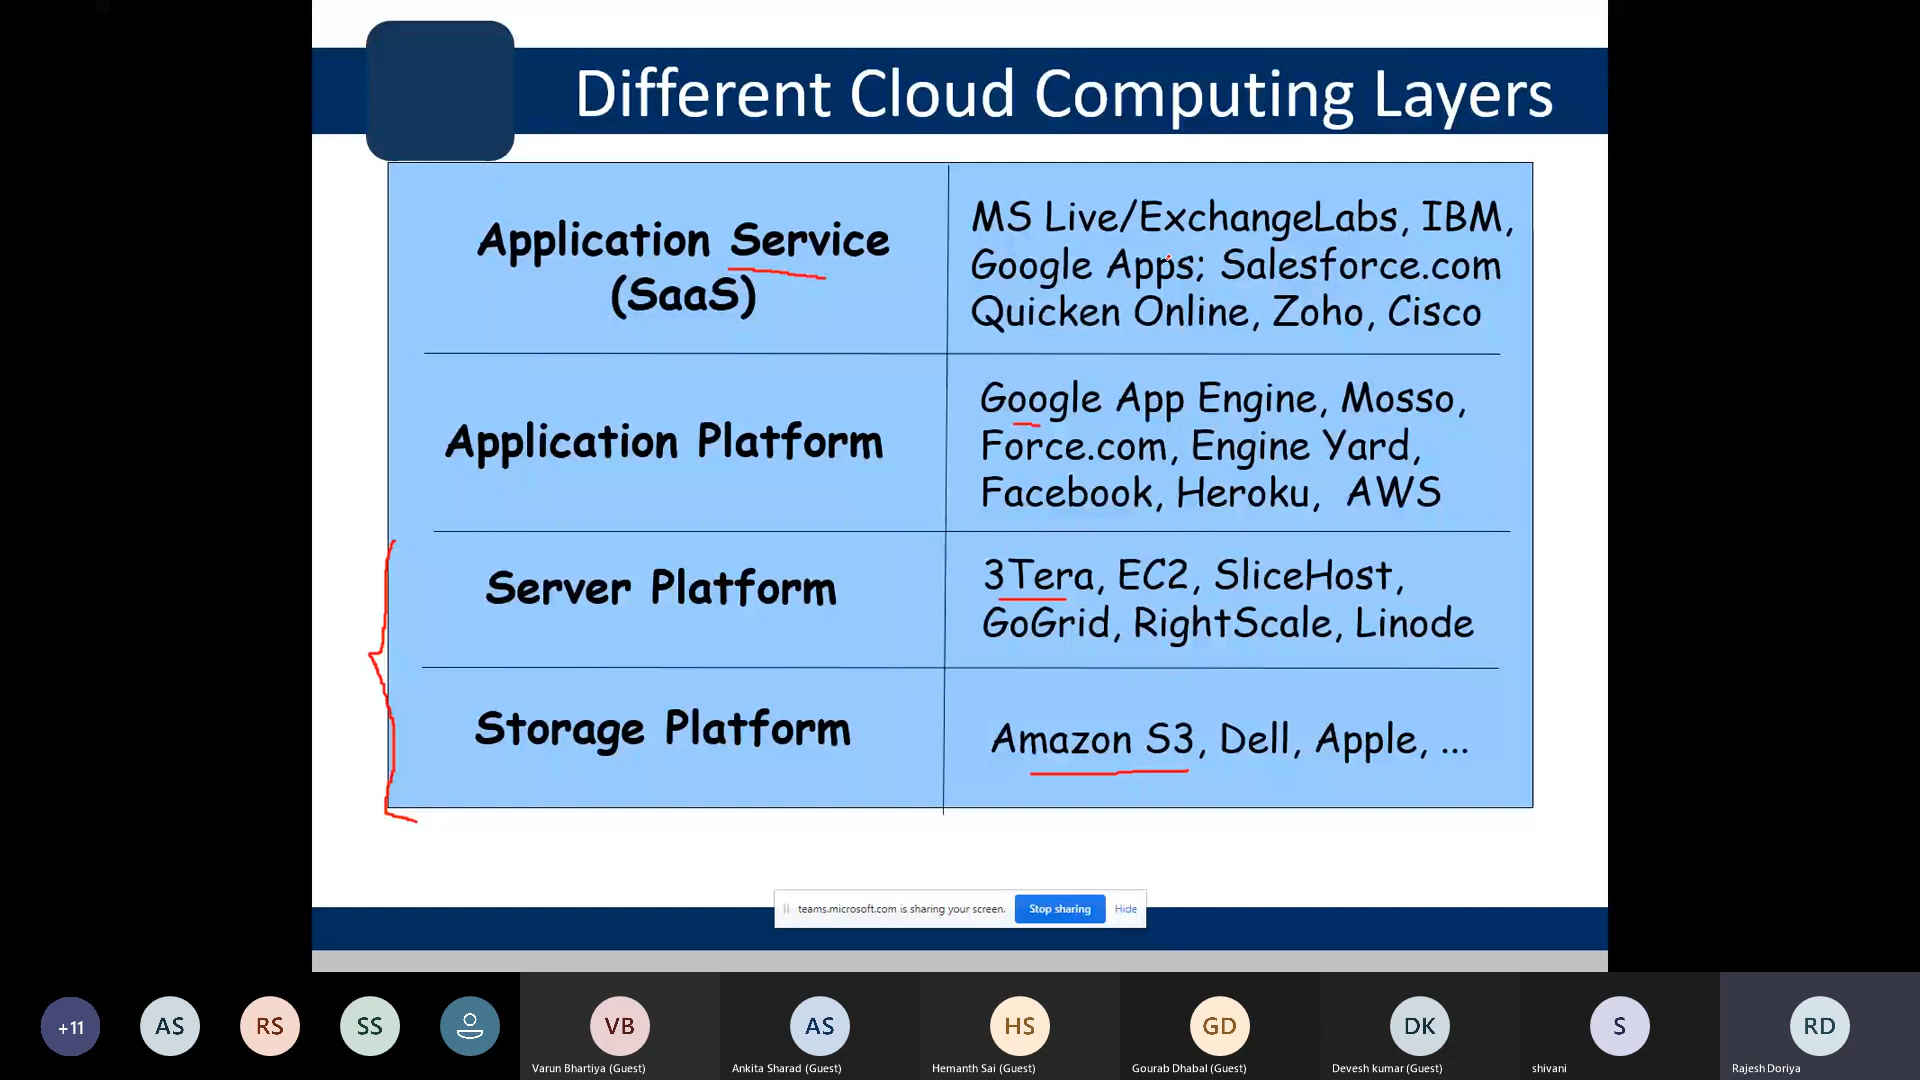 Different Cloud Computing Layers
Application Service
(SaaS)
MS Live/ExchangeLabs, IBM,
Google Apps; Salesforce.com
Quicken Online, Zoho, Cisco
Application Platform
Google App Engine, Mosso,
Force.com, Engine Yard,
Facebook, Heroku, AWS
Server Platform
3Tera, EC2, SliceHost,
GoGrid, RightScale, Linode
Storage Platform
Amazon S3, Dell, Apple, ...
teams.microsoft.com is sharing your screen.
Stop sharing
Hide
+11
AS
RS
SS
VB
Varun Bhartiya (Guest)
AS
Ankita Sharad (Guest)
HS
Hemanth Sai (Guest)
GD
Gourab Dhabal (Guest)
DK
Devesh kumar (Guest)
S
shivani
RD
Rajesh Doriya